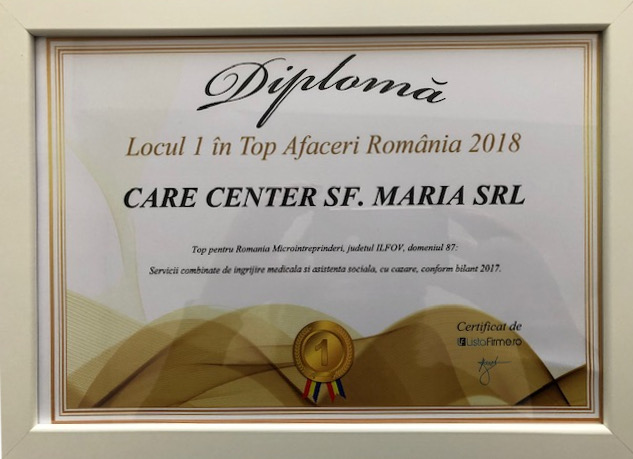 Diplomă
Locul 1 în Top Afaceri România 2018
CARE CENTER SF. MARIA SRL
Top pentru Romania Microintreprinderi, judetul ILFOV, domeniul 87:
Servicii combinate de ingrijire medicala si asistenta sociala, cu cazare, conform bilant 2017.
Certificat de
ListaFirme.ro
1